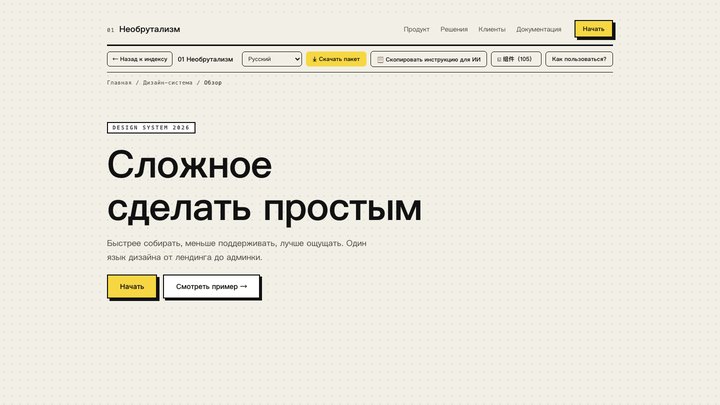 01 Необрутализм
Продукт Решения Клиенты Документация Начать
← Назад к индексу 01 Необрутализм Русский Скачать пакет Скопировать инструкцию для ИИ 组件 (105) Как пользоваться?
Главная / Дизайн-система / Обзор
DESIGN SYSTEM 2026
Сложное
сделать простым
Быстрее собирать, меньше поддерживать, лучше ощущать. Один
язык дизайна от лендинга до админки.
Начать Смотреть пример →